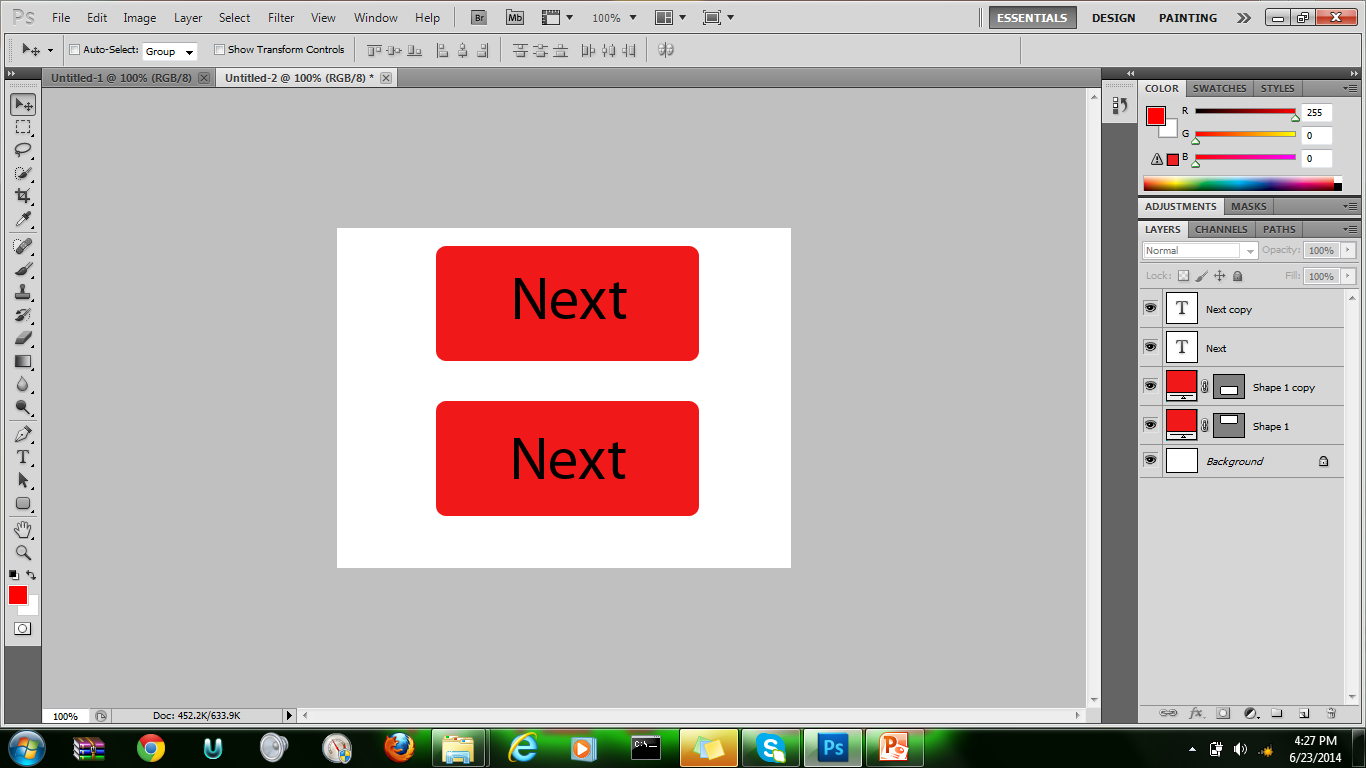 Ps File Edit Image Layer Select Filter View Window Help Br Mb 100% ESSENTIALS DESIGN PAINTING
Auto-Select: Group Show Transform Controls
Untitled-1 @ 100% (RGB/8) Untitled-2 @ 100% (RGB/8) *
COLOR SWATCHES STYLES
R 255
G 0
B 0
ADJUSTMENTS MASKS
LAYERS CHANNELS PATHS
Normal Opacity: 100%
Lock: Fill: 100%
T Next copy
T Next
Shape 1 copy
Shape 1
Background
Next
Next
T
100% Doc: 452.2K/633.9K
fx
C:\
Ps
4:27 PM
6/23/2014